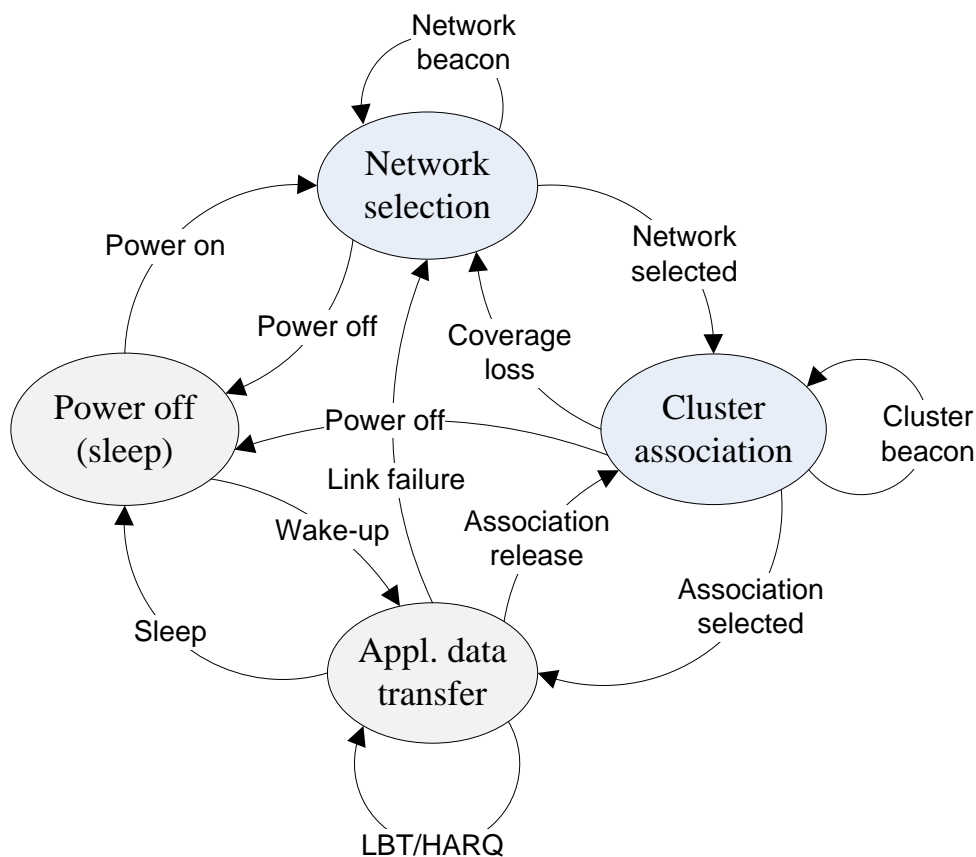 Network
beacon
Network
selection
Power on
Network
selected
Power off
Coverage
loss
Power off
(sleep)
Power off
Cluster
association
Cluster
beacon
Link failure
Wake-up
Association
release
Association
selected
Sleep
Appl. data
transfer
LBT/HARQ